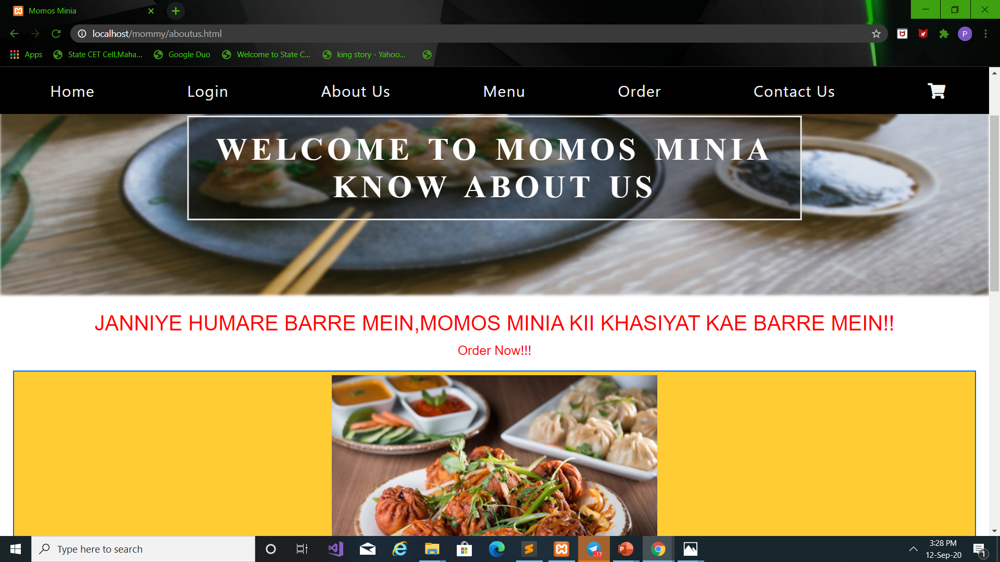 Momos Minia
localhost/mommy/aboutus.html
P
Apps
State CET Cell,Maha...
Google Duo
Welcome to State C...
king story - Yahoo...
Home
Login
About Us
Menu
Order
Contact Us
WELCOME TO MOMOS MINIA
KNOW ABOUT US
JANNIYE HUMARE BARRE MEIN,MOMOS MINIA KII KHASIYAT KAE BARRE MEIN!!
Order Now!!!
Type here to search
..17
3:28 PM
12-Sep-20
1